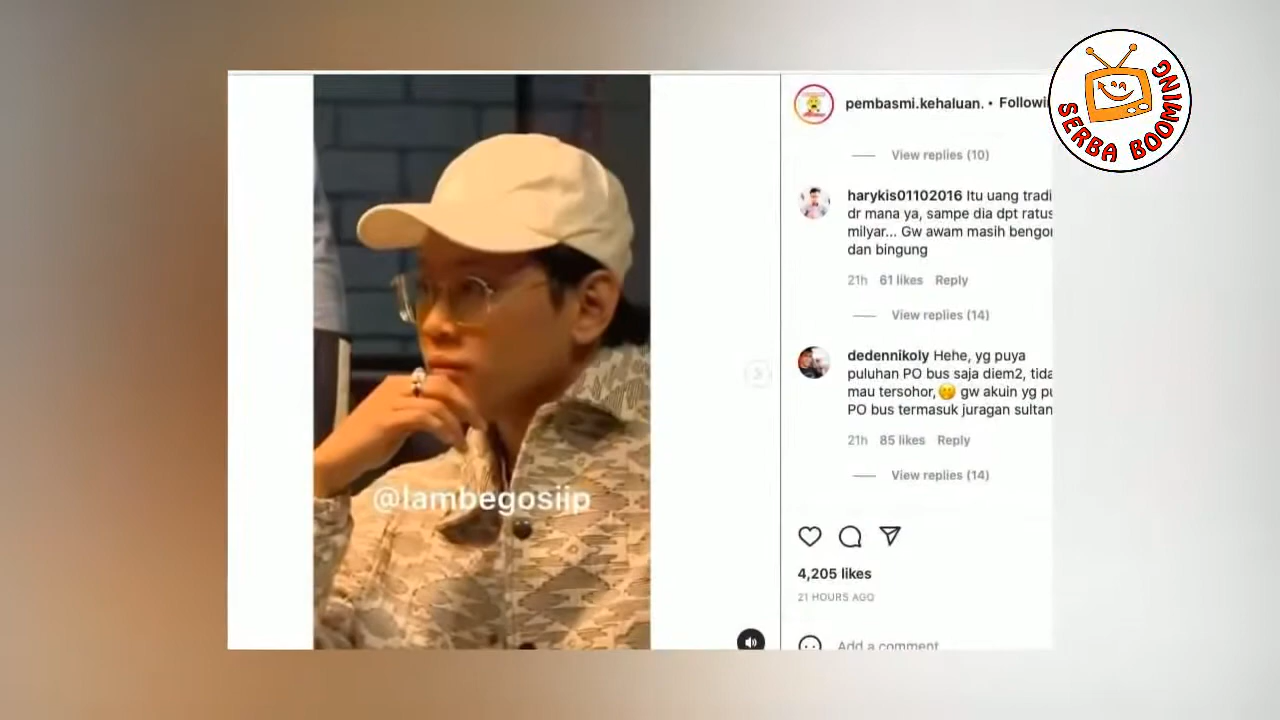 SERBA BOOMING
pembasmi.kehaluan. • Followi
View replies (10)
harykis01102016 Itu uang tradi
dr mana ya, sampe dia dpt ratus
milyar... Gw awam masih bengo
dan bingung
21h 61 likes Reply
View replies (14)
dedennikoly Hehe, yg puya
puluhan PO bus saja diem2, tida
mau tersohor,🤫 gw akuin yg pu
PO bus termasuk juragan sultan
21h 85 likes Reply
View replies (14)
@lambegosiip
4,205 likes
21 HOURS AGO
Add a comment